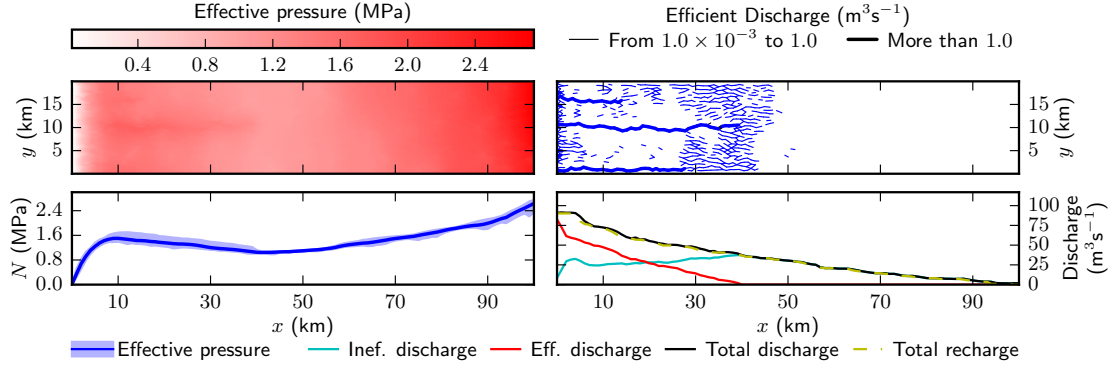 Effective pressure (MPa)
0.4 0.8 1.2 1.6 2.0 2.4
Efficient Discharge (m³s⁻¹)
From 1.0 × 10⁻³ to 1.0 More than 1.0
y (km)
15
10
5
15
10
5
y (km)
N (MPa)
2.4
1.6
0.8
0.0
10 30 50 70 90
x (km)
100
75
50
25
0
Discharge
(m³s⁻¹)
10 30 50 70 90
x (km)
Effective pressure Inef. discharge Eff. discharge Total discharge Total recharge